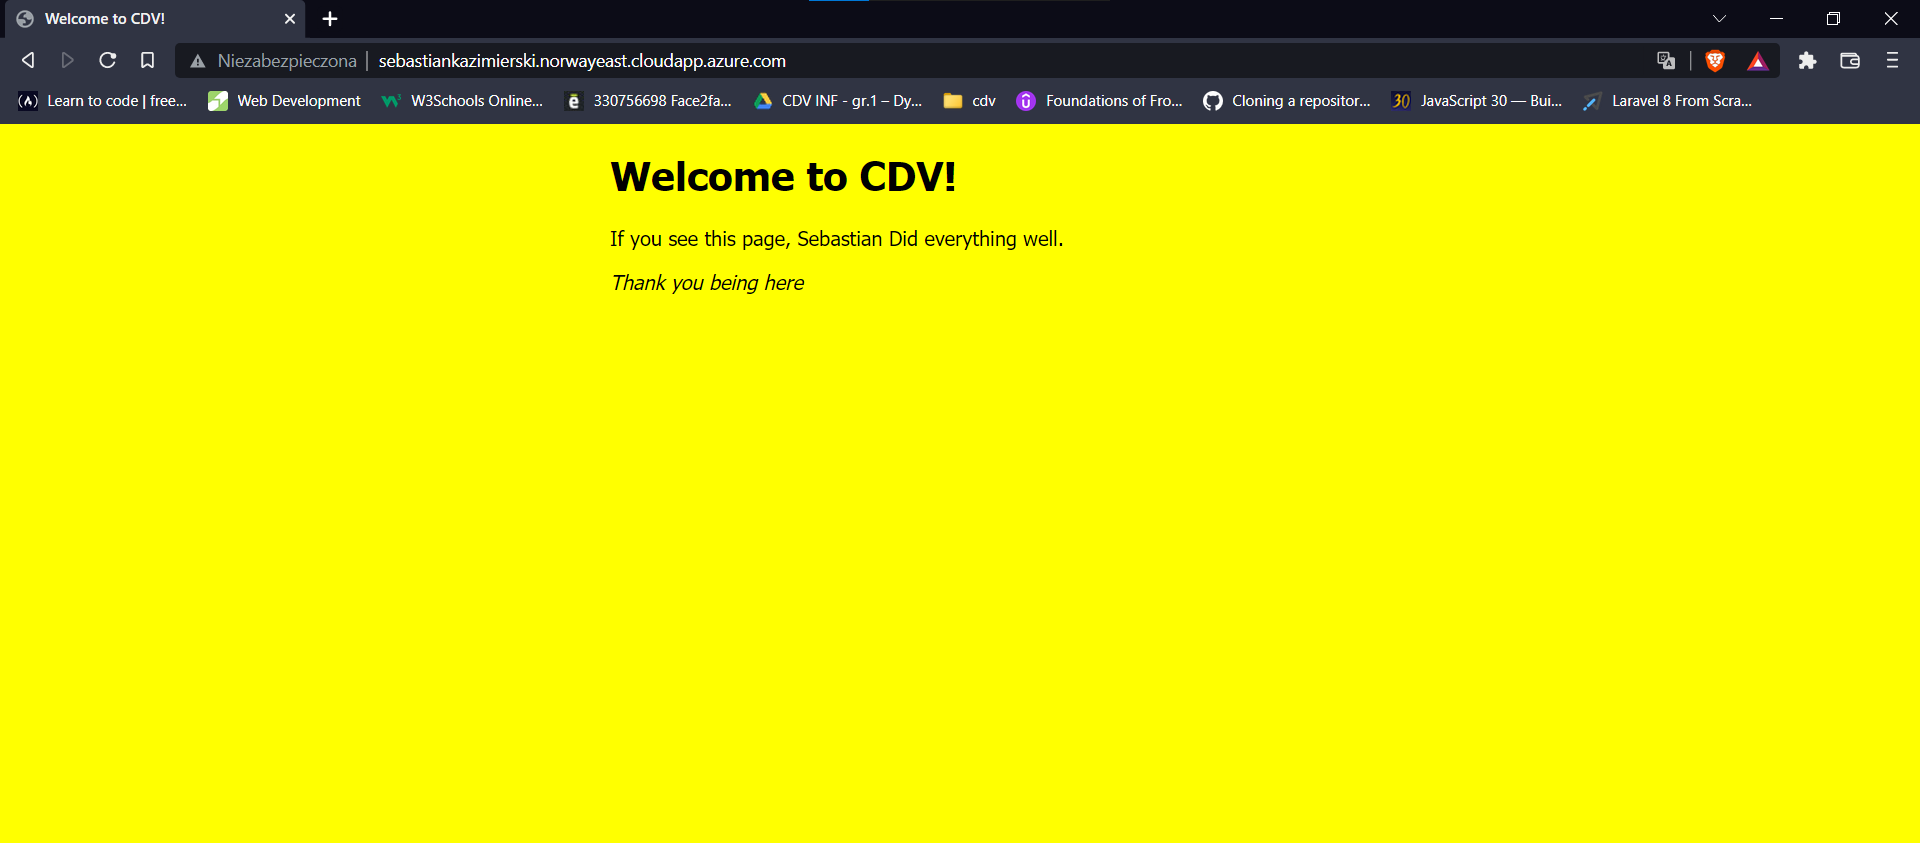 Welcome to CDV!
Niezabezpieczona sebastiankazimierski.norwayeast.cloudapp.azure.com
Learn to code | free... Web Development W3Schools Online... 330756698 Face2fa... CDV INF - gr.1 – Dy... cdv Foundations of Fro... Cloning a repositor... 30 JavaScript 30 — Bui... Laravel 8 From Scra...
Welcome to CDV!
If you see this page, Sebastian Did everything well.
Thank you being here